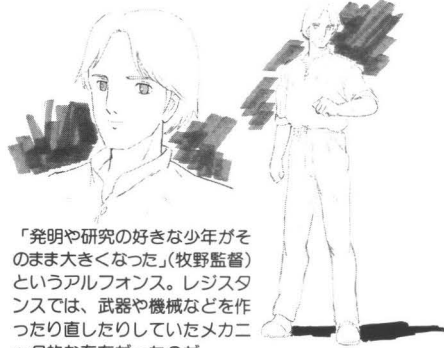 「発明や研究の好きな少年がそ
のまま大きくなった」(牧野監督)
というアルフォンス。レジスタ
ンスでは、武器や機械などを作
ったり直したりしていたメカニ